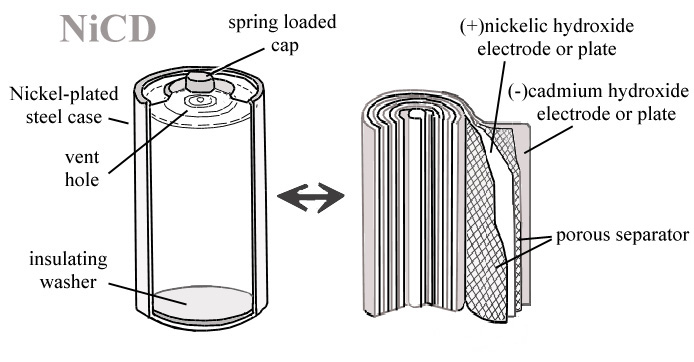 NiCD
spring loaded
cap
Nickel-plated
steel case
vent
hole
insulating
washer
(+)nickelic hydroxide
electrode or plate
(-)cadmium hydroxide
electrode or plate
porous separator